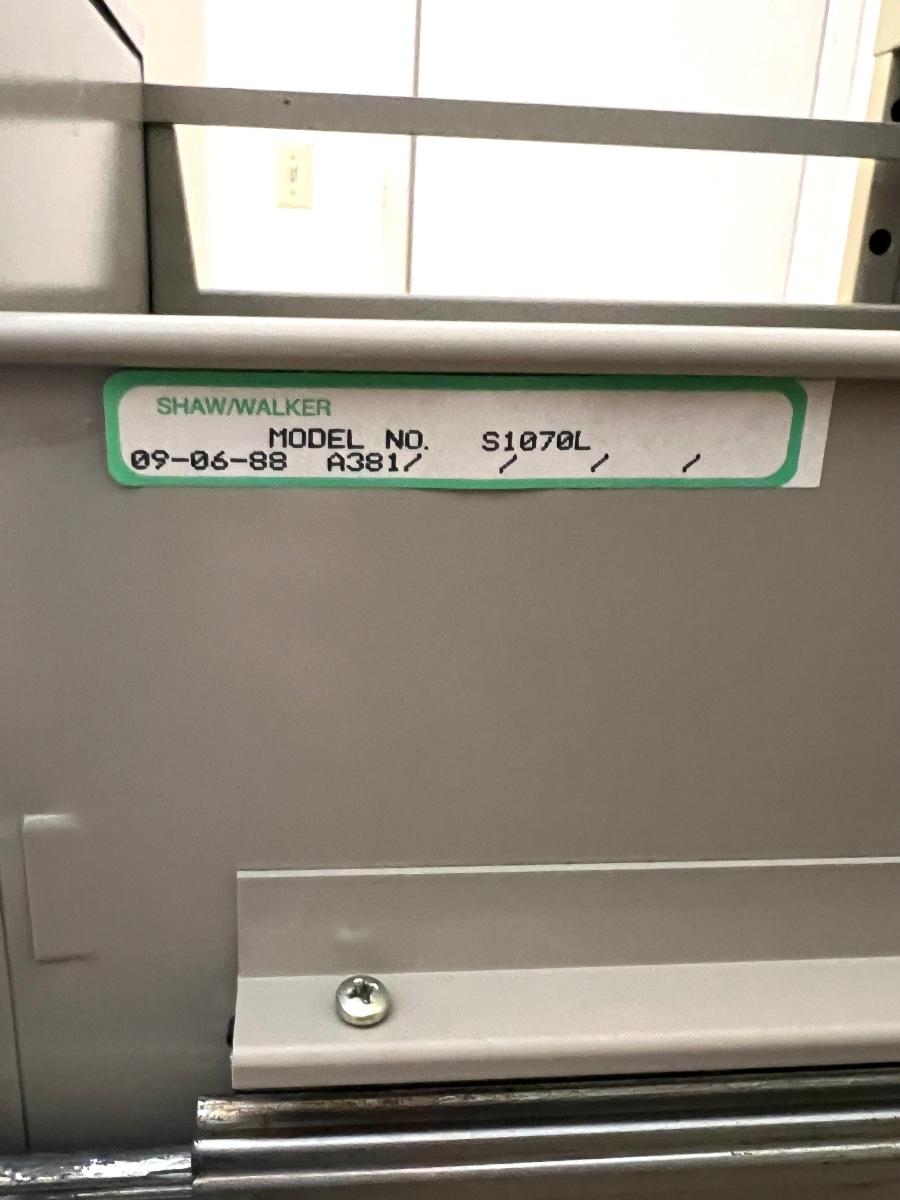 SHAW/WALKER
MODEL NO. S1070L
09-06-88 A381/ / / /